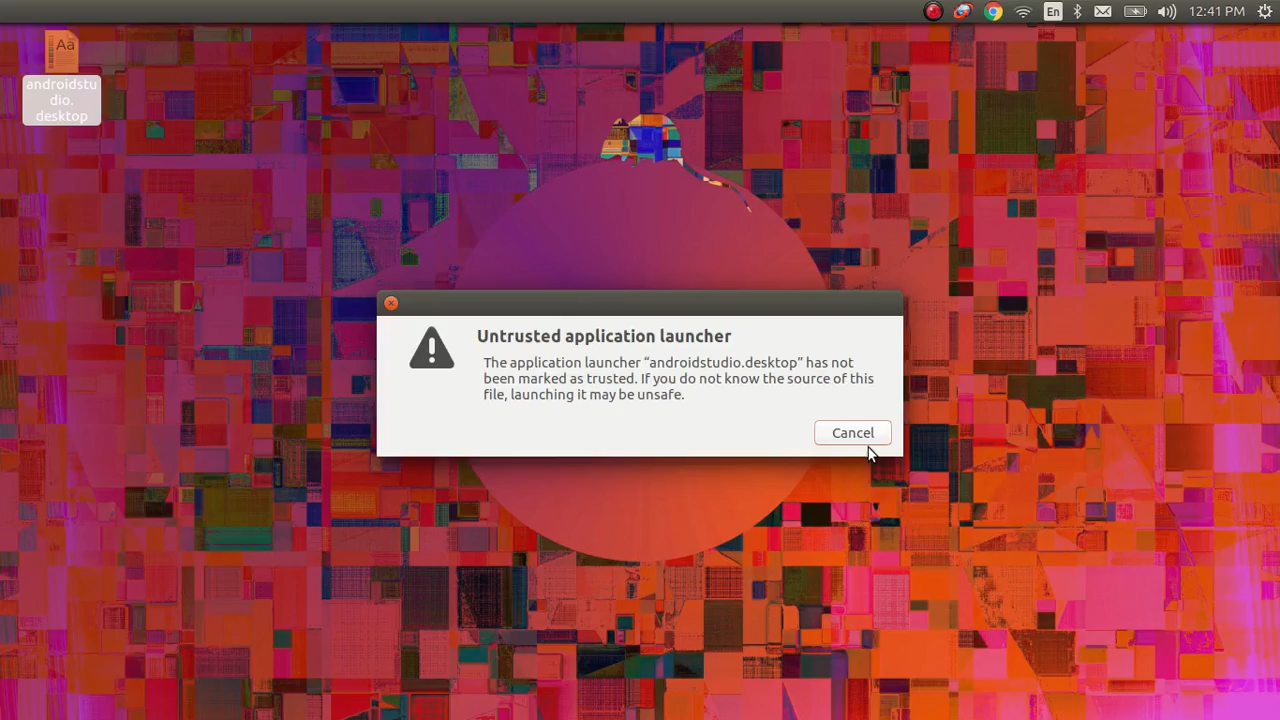 En
12:41 PM
Aa
androidstu
dio.
desktop
Untrusted application launcher
The application launcher “androidstudio.desktop” has not
been marked as trusted. If you do not know the source of this
file, launching it may be unsafe.
Cancel